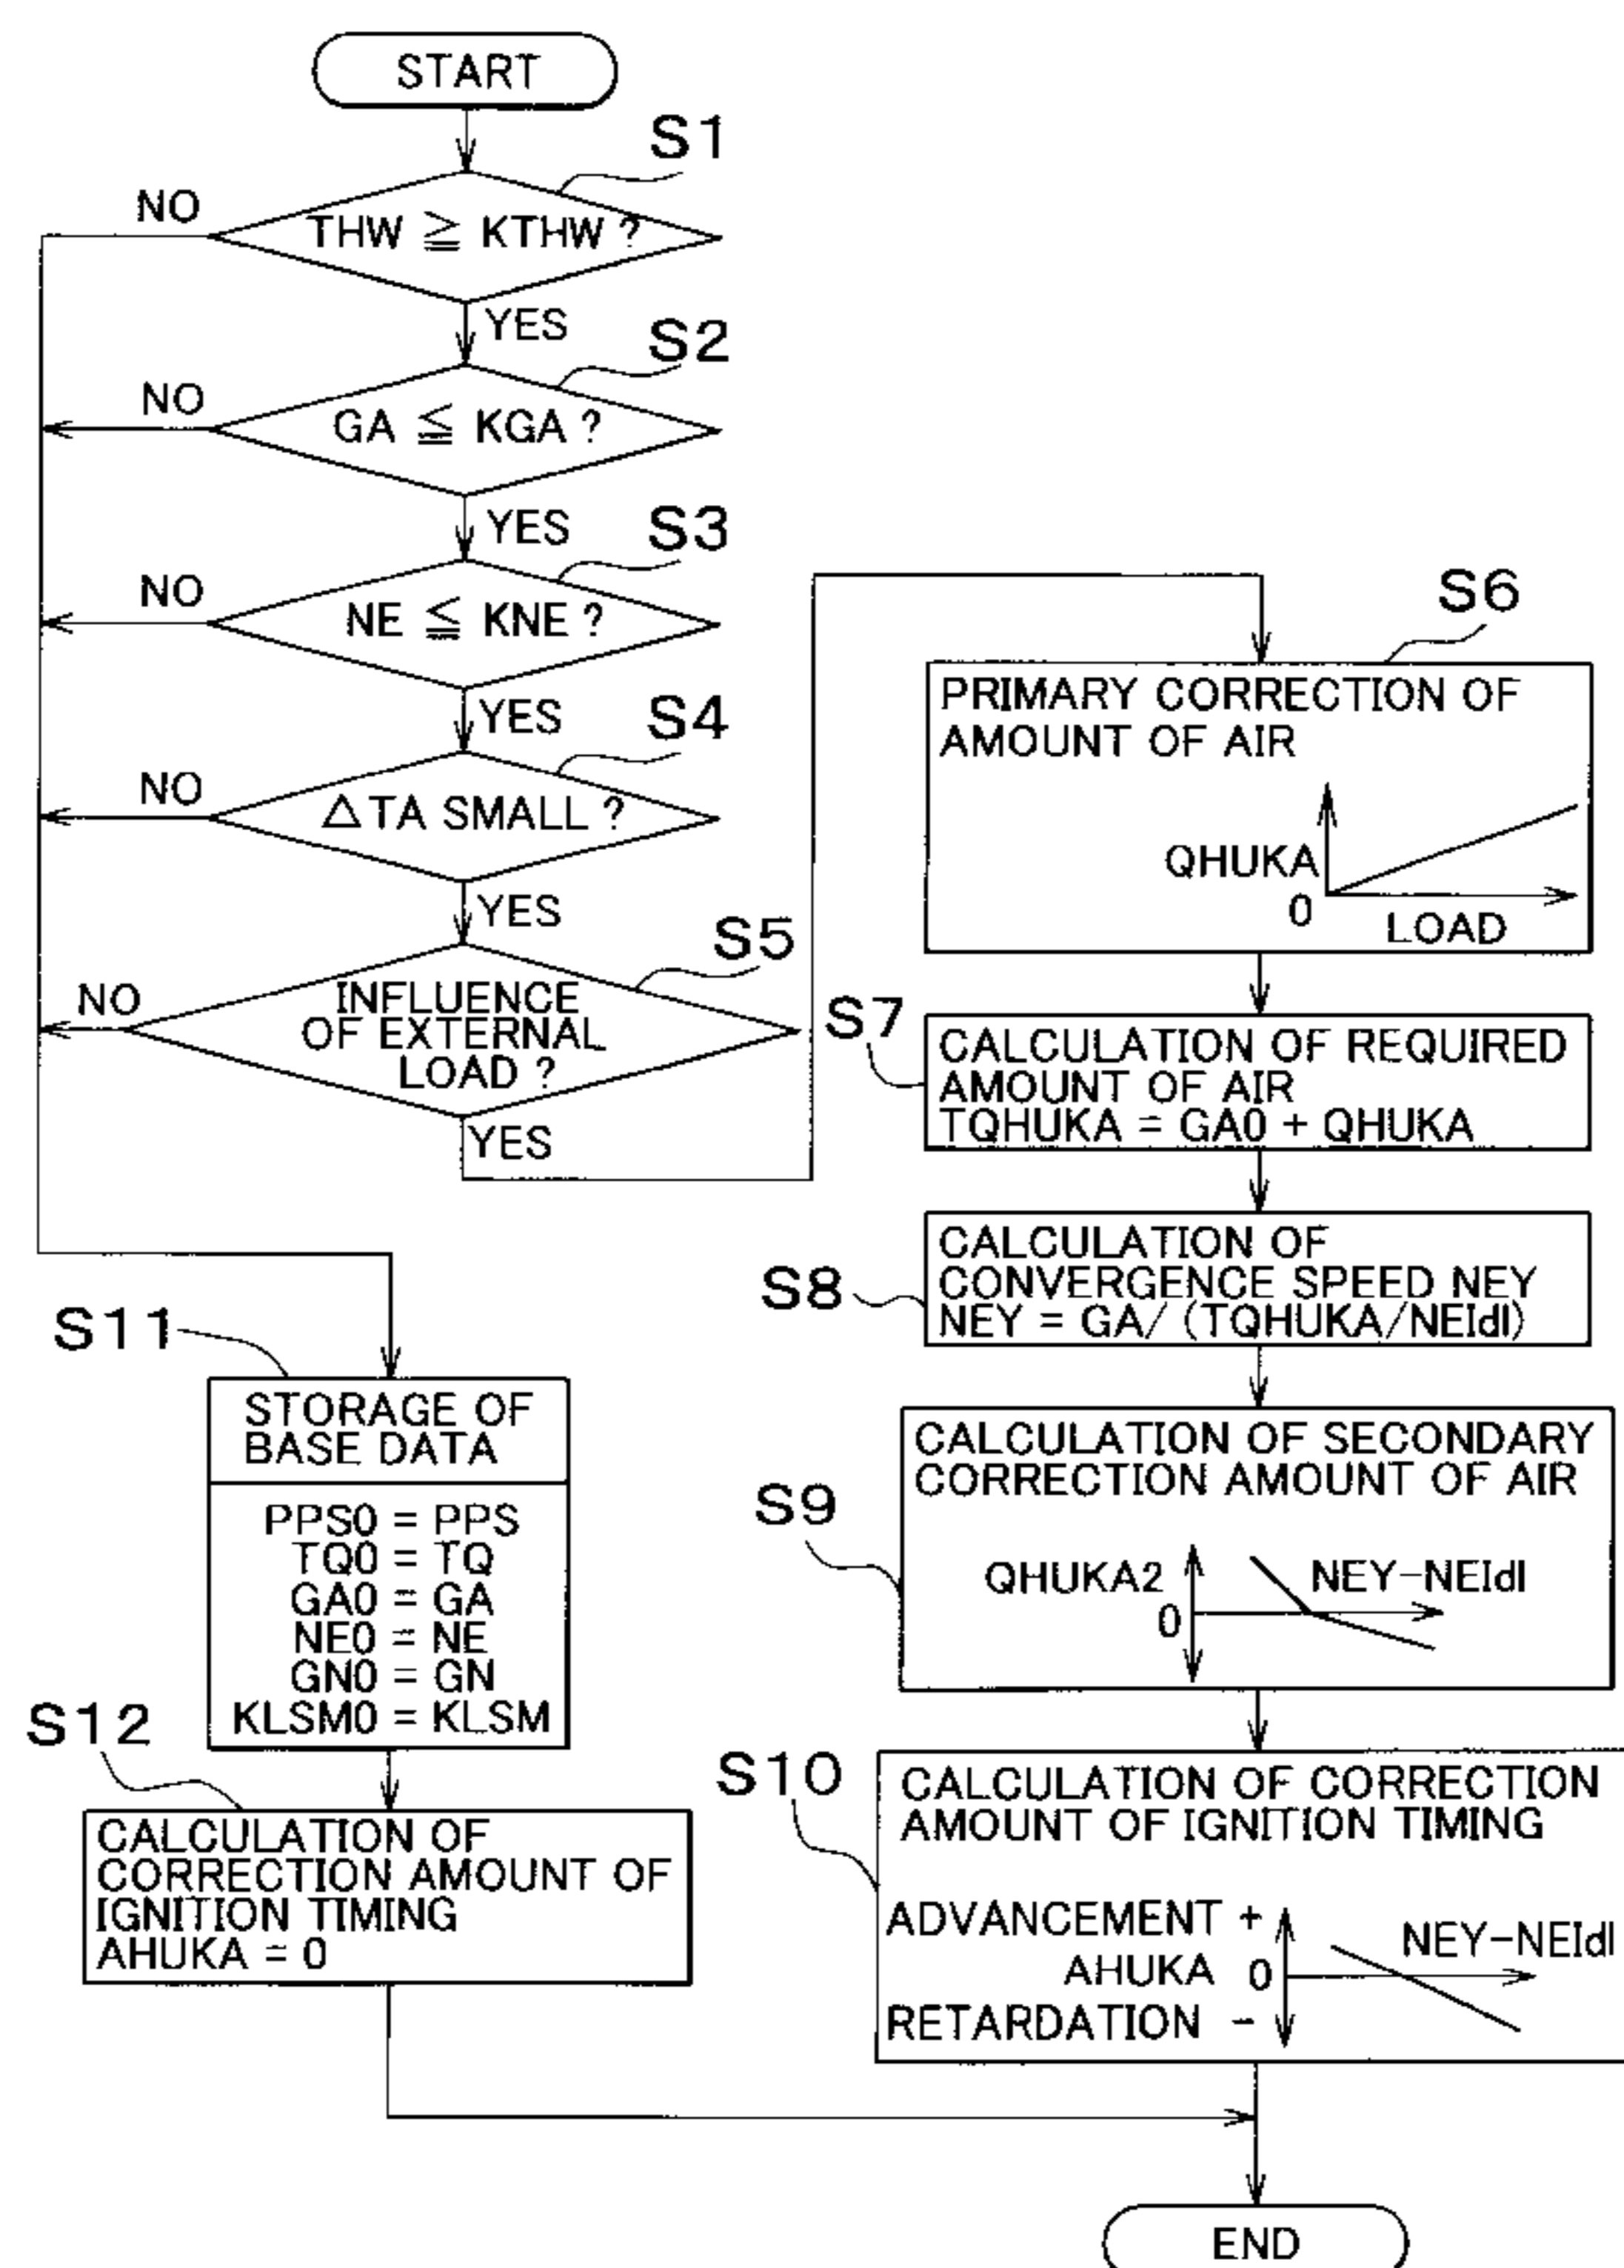 START
S1
NO
THW ≧ KTHW ?
YES
S2
NO
GA ≦ KGA ?
YES
S3
NO
NE ≦ KNE ?
YES
S4
NO
△TA SMALL ?
YES
S5
NO
INFLUENCE
OF EXTERNAL
LOAD ?
YES
S6
PRIMARY CORRECTION OF
AMOUNT OF AIR
QHUKA
0
LOAD
S7
CALCULATION OF REQUIRED
AMOUNT OF AIR
TQHUKA = GA0 + QHUKA
S8
CALCULATION OF
CONVERGENCE SPEED NEY
NEY = GA/ (TQHUKA/NEIdl)
S9
CALCULATION OF SECONDARY
CORRECTION AMOUNT OF AIR
QHUKA2
0
NEY-NEIdl
S10
CALCULATION OF CORRECTION
AMOUNT OF IGNITION TIMING
ADVANCEMENT +
AHUKA 0
RETARDATION -
NEY-NEIdl
S11
STORAGE OF
BASE DATA
PPS0 = PPS
TQ0 = TQ
GA0 = GA
NE0 = NE
GN0 = GN
KLSM0 = KLSM
S12
CALCULATION OF
CORRECTION AMOUNT OF
IGNITION TIMING
AHUKA = 0
END